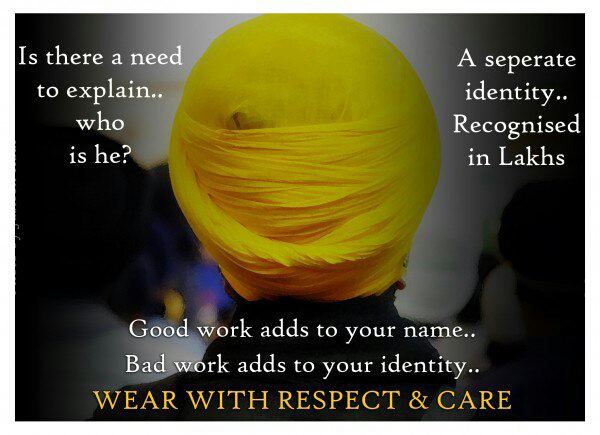 Is there a need
to explain..
who
is he?
A seperate
identity..
Recognised
in Lakhs
Good work adds to your name..
Bad work adds to your identity..
WEAR WITH RESPECT & CARE